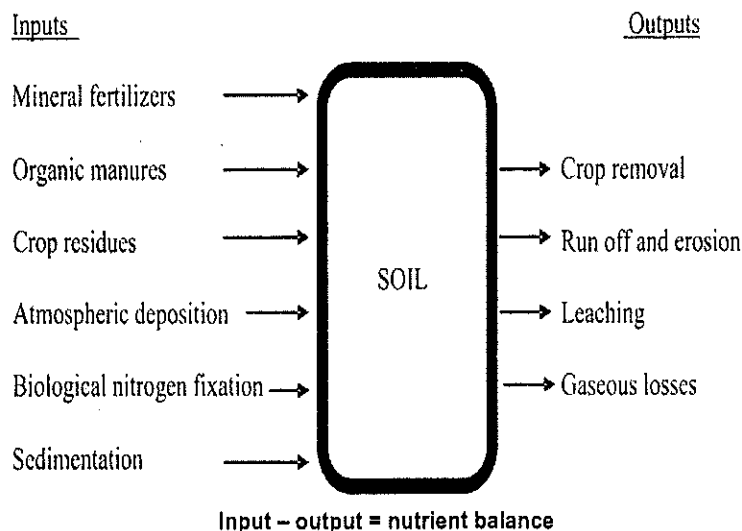 Inputs
Outputs
Mineral fertilizers
Organic manures
Crop removal
Crop residues
Run off and erosion
SOIL
Atmospheric deposition
Leaching
Biological nitrogen fixation
Gaseous losses
Sedimentation
Input – output = nutrient balance